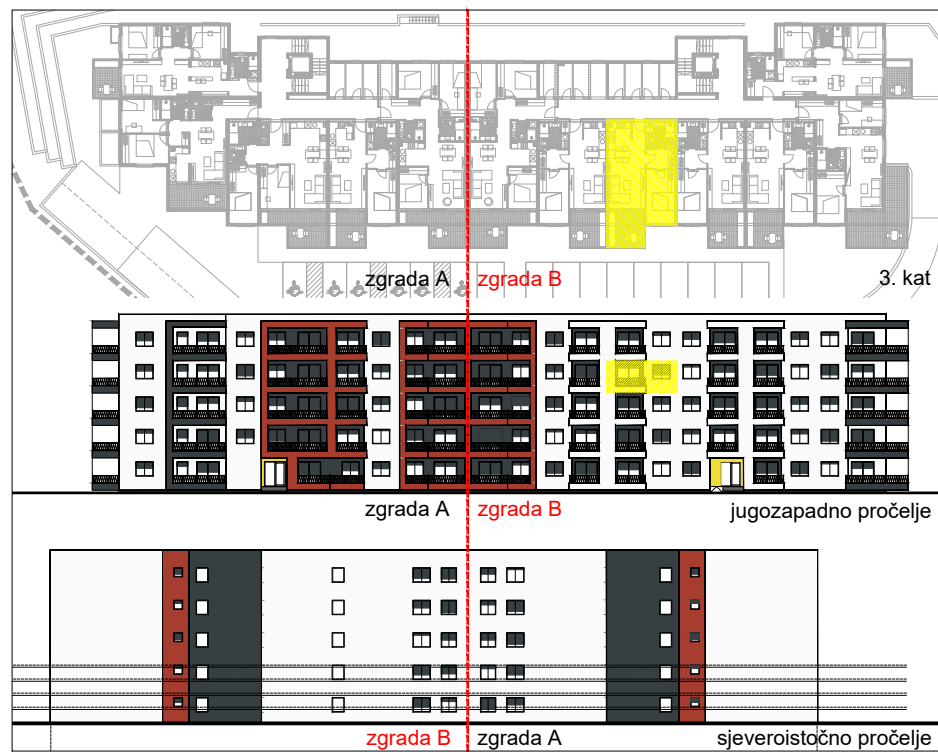 zgrada A zgrada B 3. kat
zgrada A zgrada B jugozapadno pročelje
zgrada B zgrada A sjeveroistočno pročelje